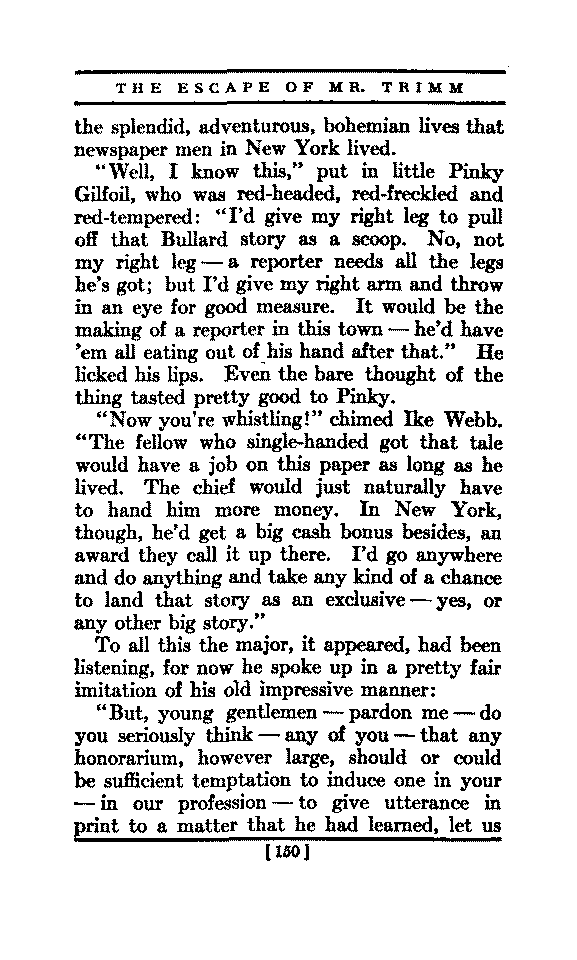 THE ESCAPE OF MR. TRIMM
the splendid, adventurous, bohemian lives that
newspaper men in New York lived.
“Well, I know this,” put in little Pinky
Gilfoil, who was red-headed, red-freckled and
red-tempered: “I’d give my right leg to pull
off that Bullard story as a scoop. No, not
my right leg — a reporter needs all the legs
he’s got; but I’d give my right arm and throw
in an eye for good measure. It would be the
making of a reporter in this town — he’d have
’em all eating out of his hand after that.” He
licked his lips. Even the bare thought of the
thing tasted pretty good to Pinky.
“Now you’re whistling!” chimed Ike Webb.
“The fellow who single-handed got that tale
would have a job on this paper as long as he
lived. The chief would just naturally have
to hand him more money. In New York,
though, he’d get a big cash bonus besides, an
award they call it up there. I’d go anywhere
and do anything and take any kind of a chance
to land that story as an exclusive — yes, or
any other big story.”
To all this the major, it appeared, had been
listening, for now he spoke up in a pretty fair
imitation of his old impressive manner:
“But, young gentlemen — pardon me — do
you seriously think — any of you — that any
honorarium, however large, should or could
be sufficient temptation to induce one in your
— in our profession — to give utterance in
print to a matter that he had learned, let us
[150]